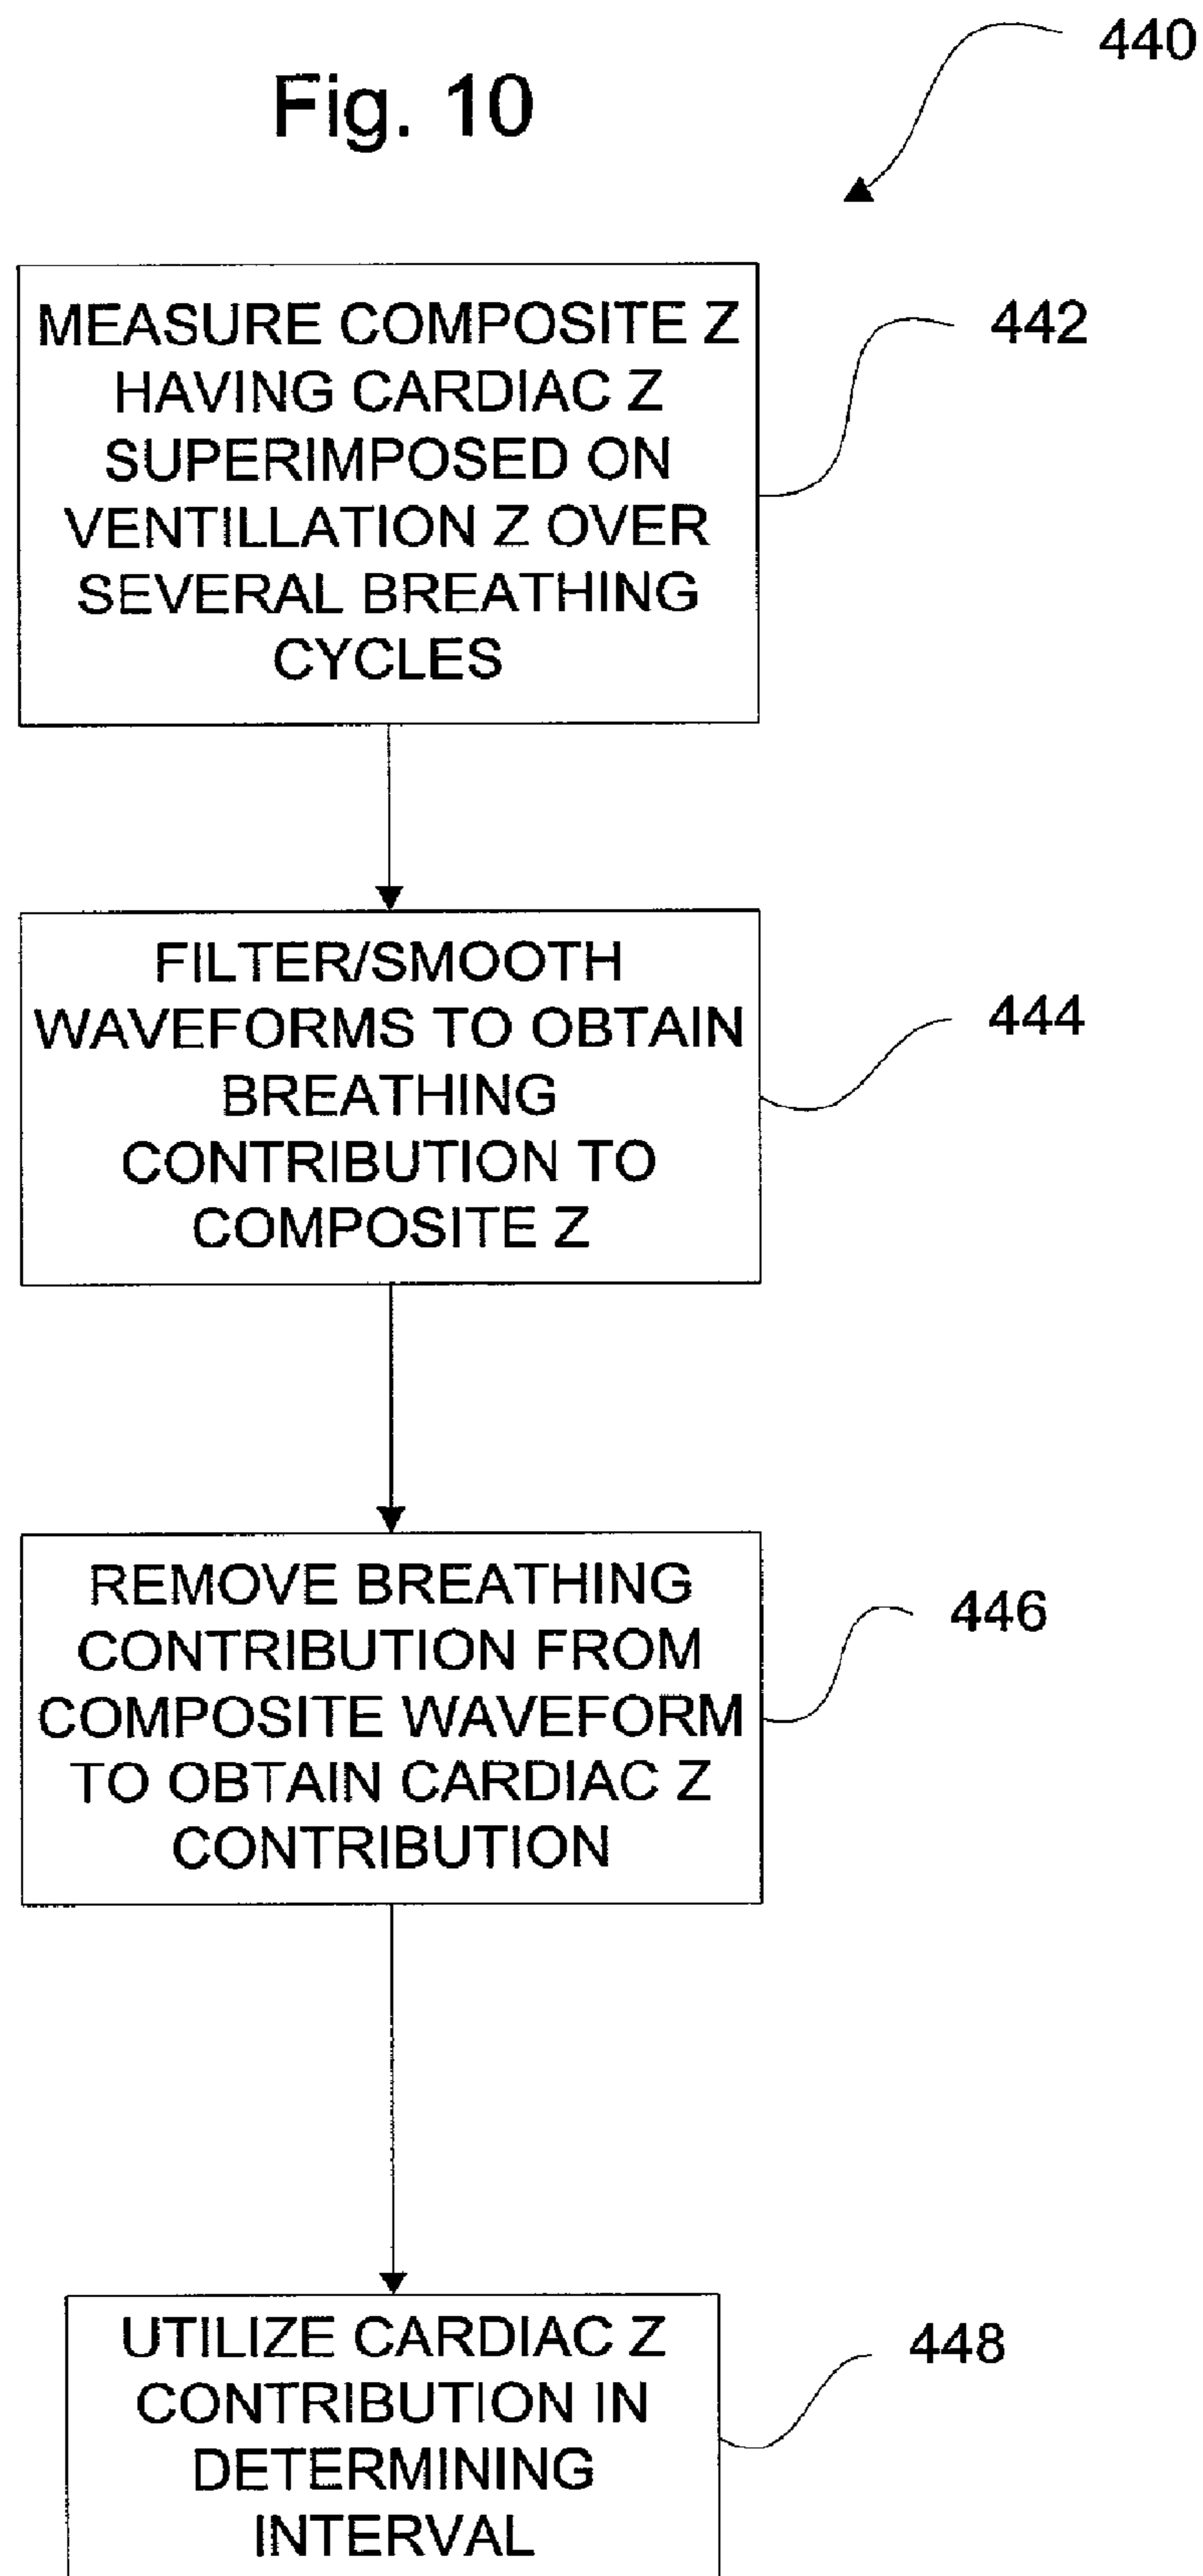 440
Fig. 10
MEASURE COMPOSITE Z
HAVING CARDIAC Z
SUPERIMPOSED ON
VENTILLATION Z OVER
SEVERAL BREATHING
CYCLES
442
FILTER/SMOOTH
WAVEFORMS TO OBTAIN
BREATHING
CONTRIBUTION TO
COMPOSITE Z
444
REMOVE BREATHING
CONTRIBUTION FROM
COMPOSITE WAVEFORM
TO OBTAIN CARDIAC Z
CONTRIBUTION
446
UTILIZE CARDIAC Z
CONTRIBUTION IN
DETERMINING
INTERVAL
448